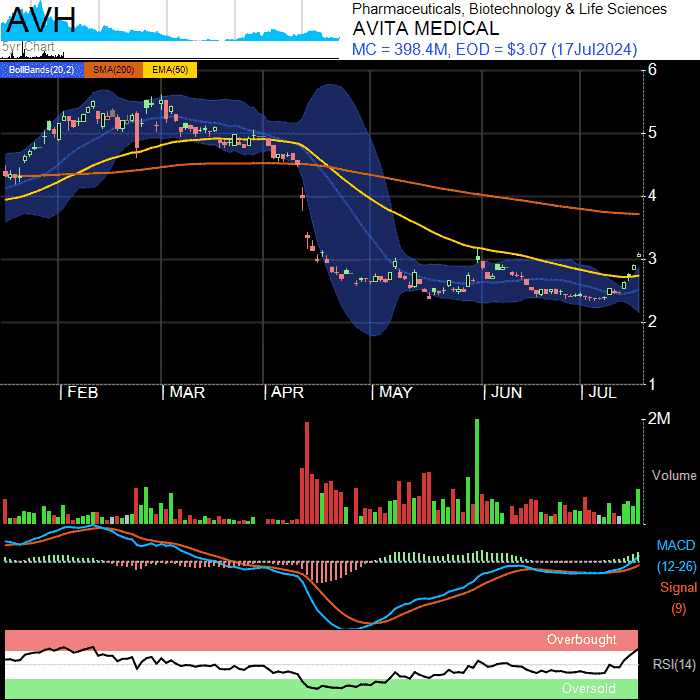 AVH
5yr Chart
Pharmaceuticals, Biotechnology & Life Sciences
AVITA MEDICAL
MC = 398.4M, EOD = $3.07 (17Jul2024)
BollBands(20,2) SMA(200) EMA(50)
6
5
4
3
2
1
FEB MAR APR MAY JUN JUL
2M
Volume
MACD
(12-26)
Signal
(9)
Overbought
RSI(14)
Oversold